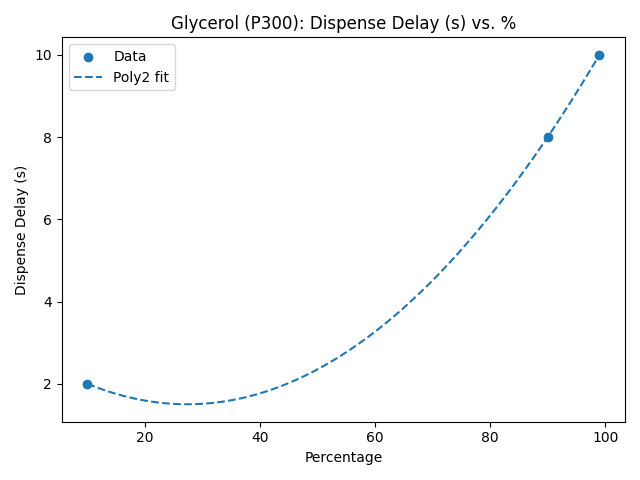 Glycerol (P300): Dispense Delay (s) vs. %
Data
Poly2 fit
Dispense Delay (s)
10
8
6
4
2
20
40
60
80
100
Percentage